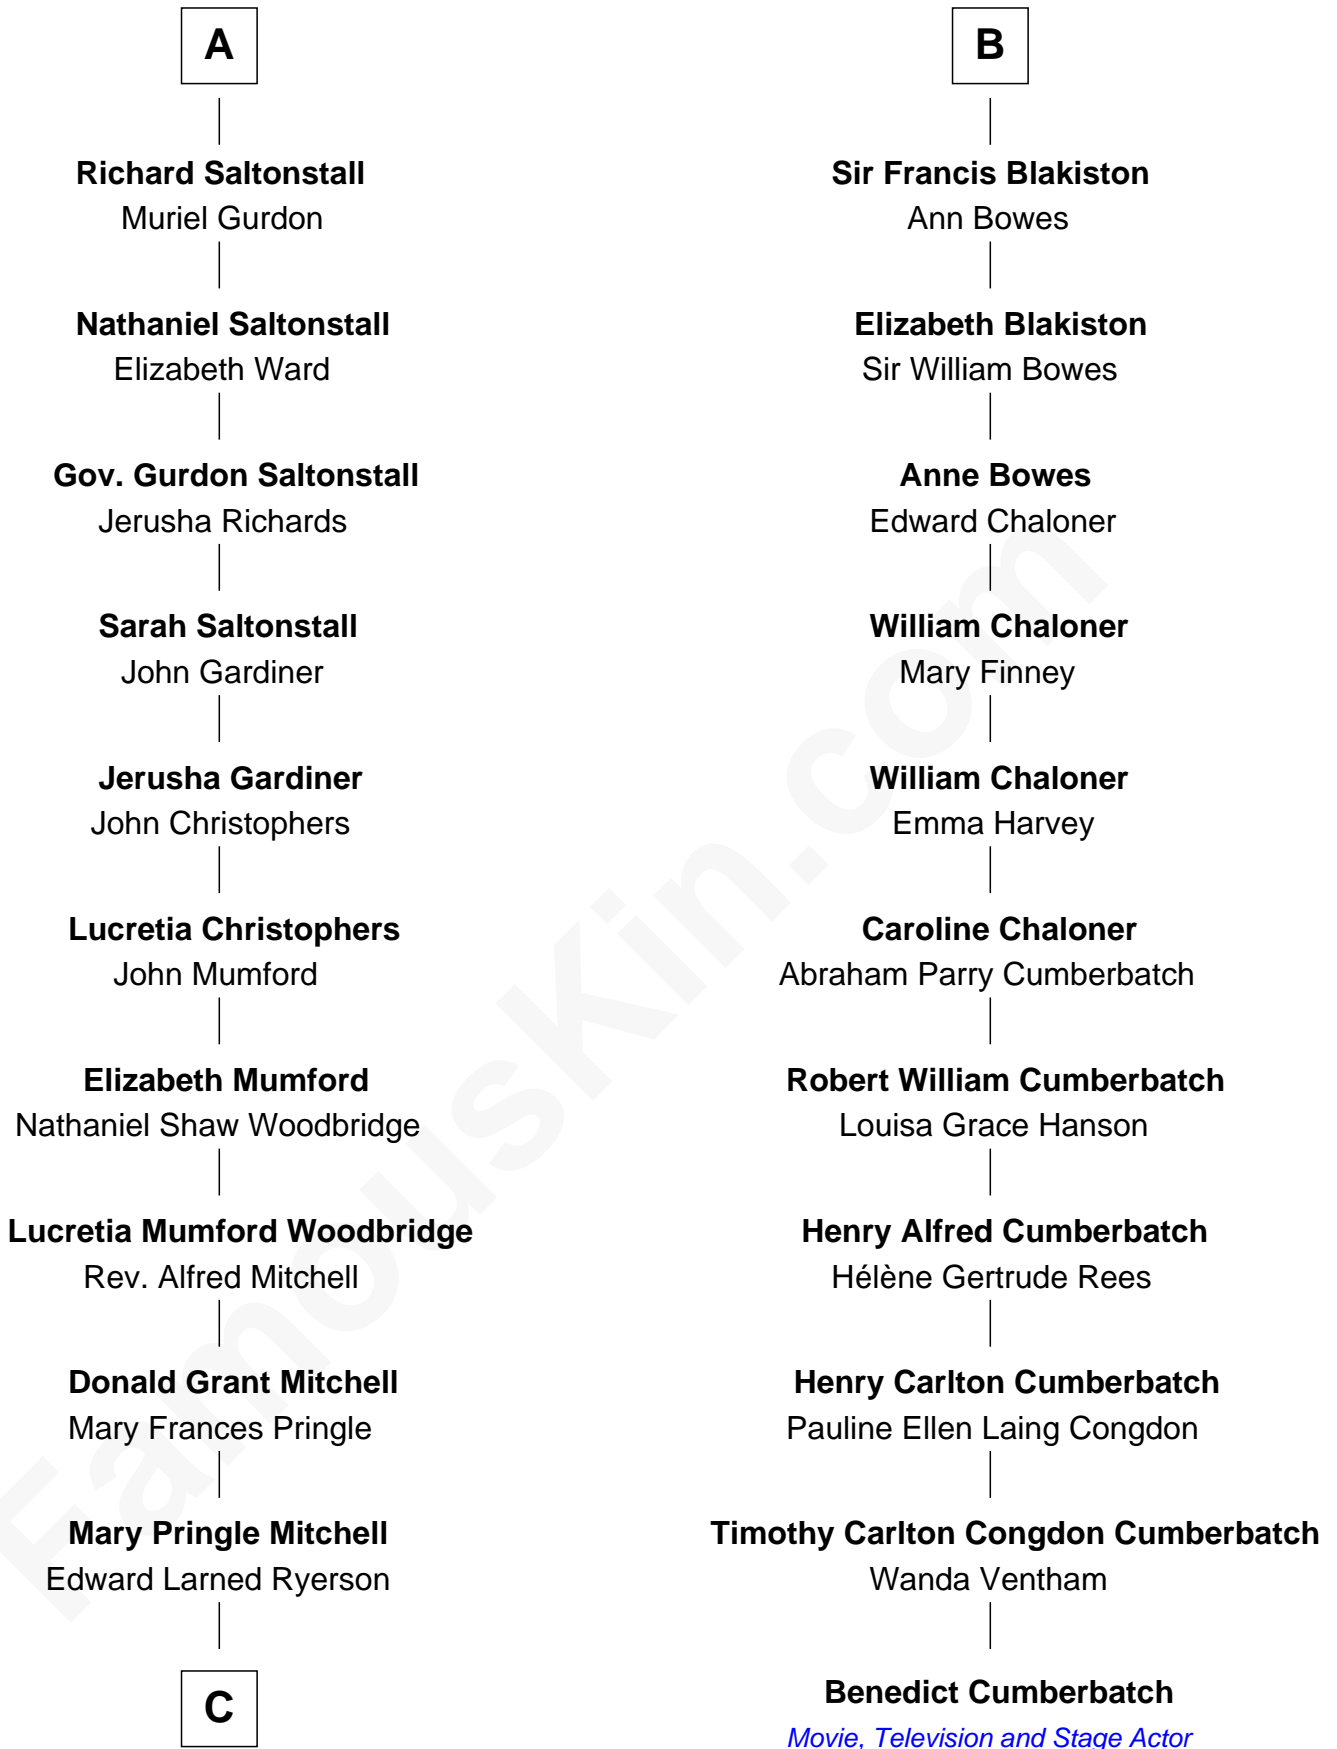 A
Richard Saltonstall
Muriel Gurdon
Nathaniel Saltonstall
Elizabeth Ward
Gov. Gurdon Saltonstall
Jerusha Richards
Sarah Saltonstall
John Gardiner
Jerusha Gardiner
John Christophers
Lucretia Christophers
John Mumford
Elizabeth Mumford
Nathaniel Shaw Woodbridge
Lucretia Mumford Woodbridge
Rev. Alfred Mitchell
Donald Grant Mitchell
Mary Frances Pringle
Mary Pringle Mitchell
Edward Larned Ryerson
C
B
Sir Francis Blakiston
Ann Bowes
Elizabeth Blakiston
Sir William Bowes
Anne Bowes
Edward Chaloner
William Chaloner
Mary Finney
William Chaloner
Emma Harvey
Caroline Chaloner
Abraham Parry Cumberbatch
Robert William Cumberbatch
Louisa Grace Hanson
Henry Alfred Cumberbatch
Hélène Gertrude Rees
Henry Carlton Cumberbatch
Pauline Ellen Laing Congdon
Timothy Carlton Congdon Cumberbatch
Wanda Ventham
Benedict Cumberbatch
Movie, Television and Stage Actor
FamousKin.com